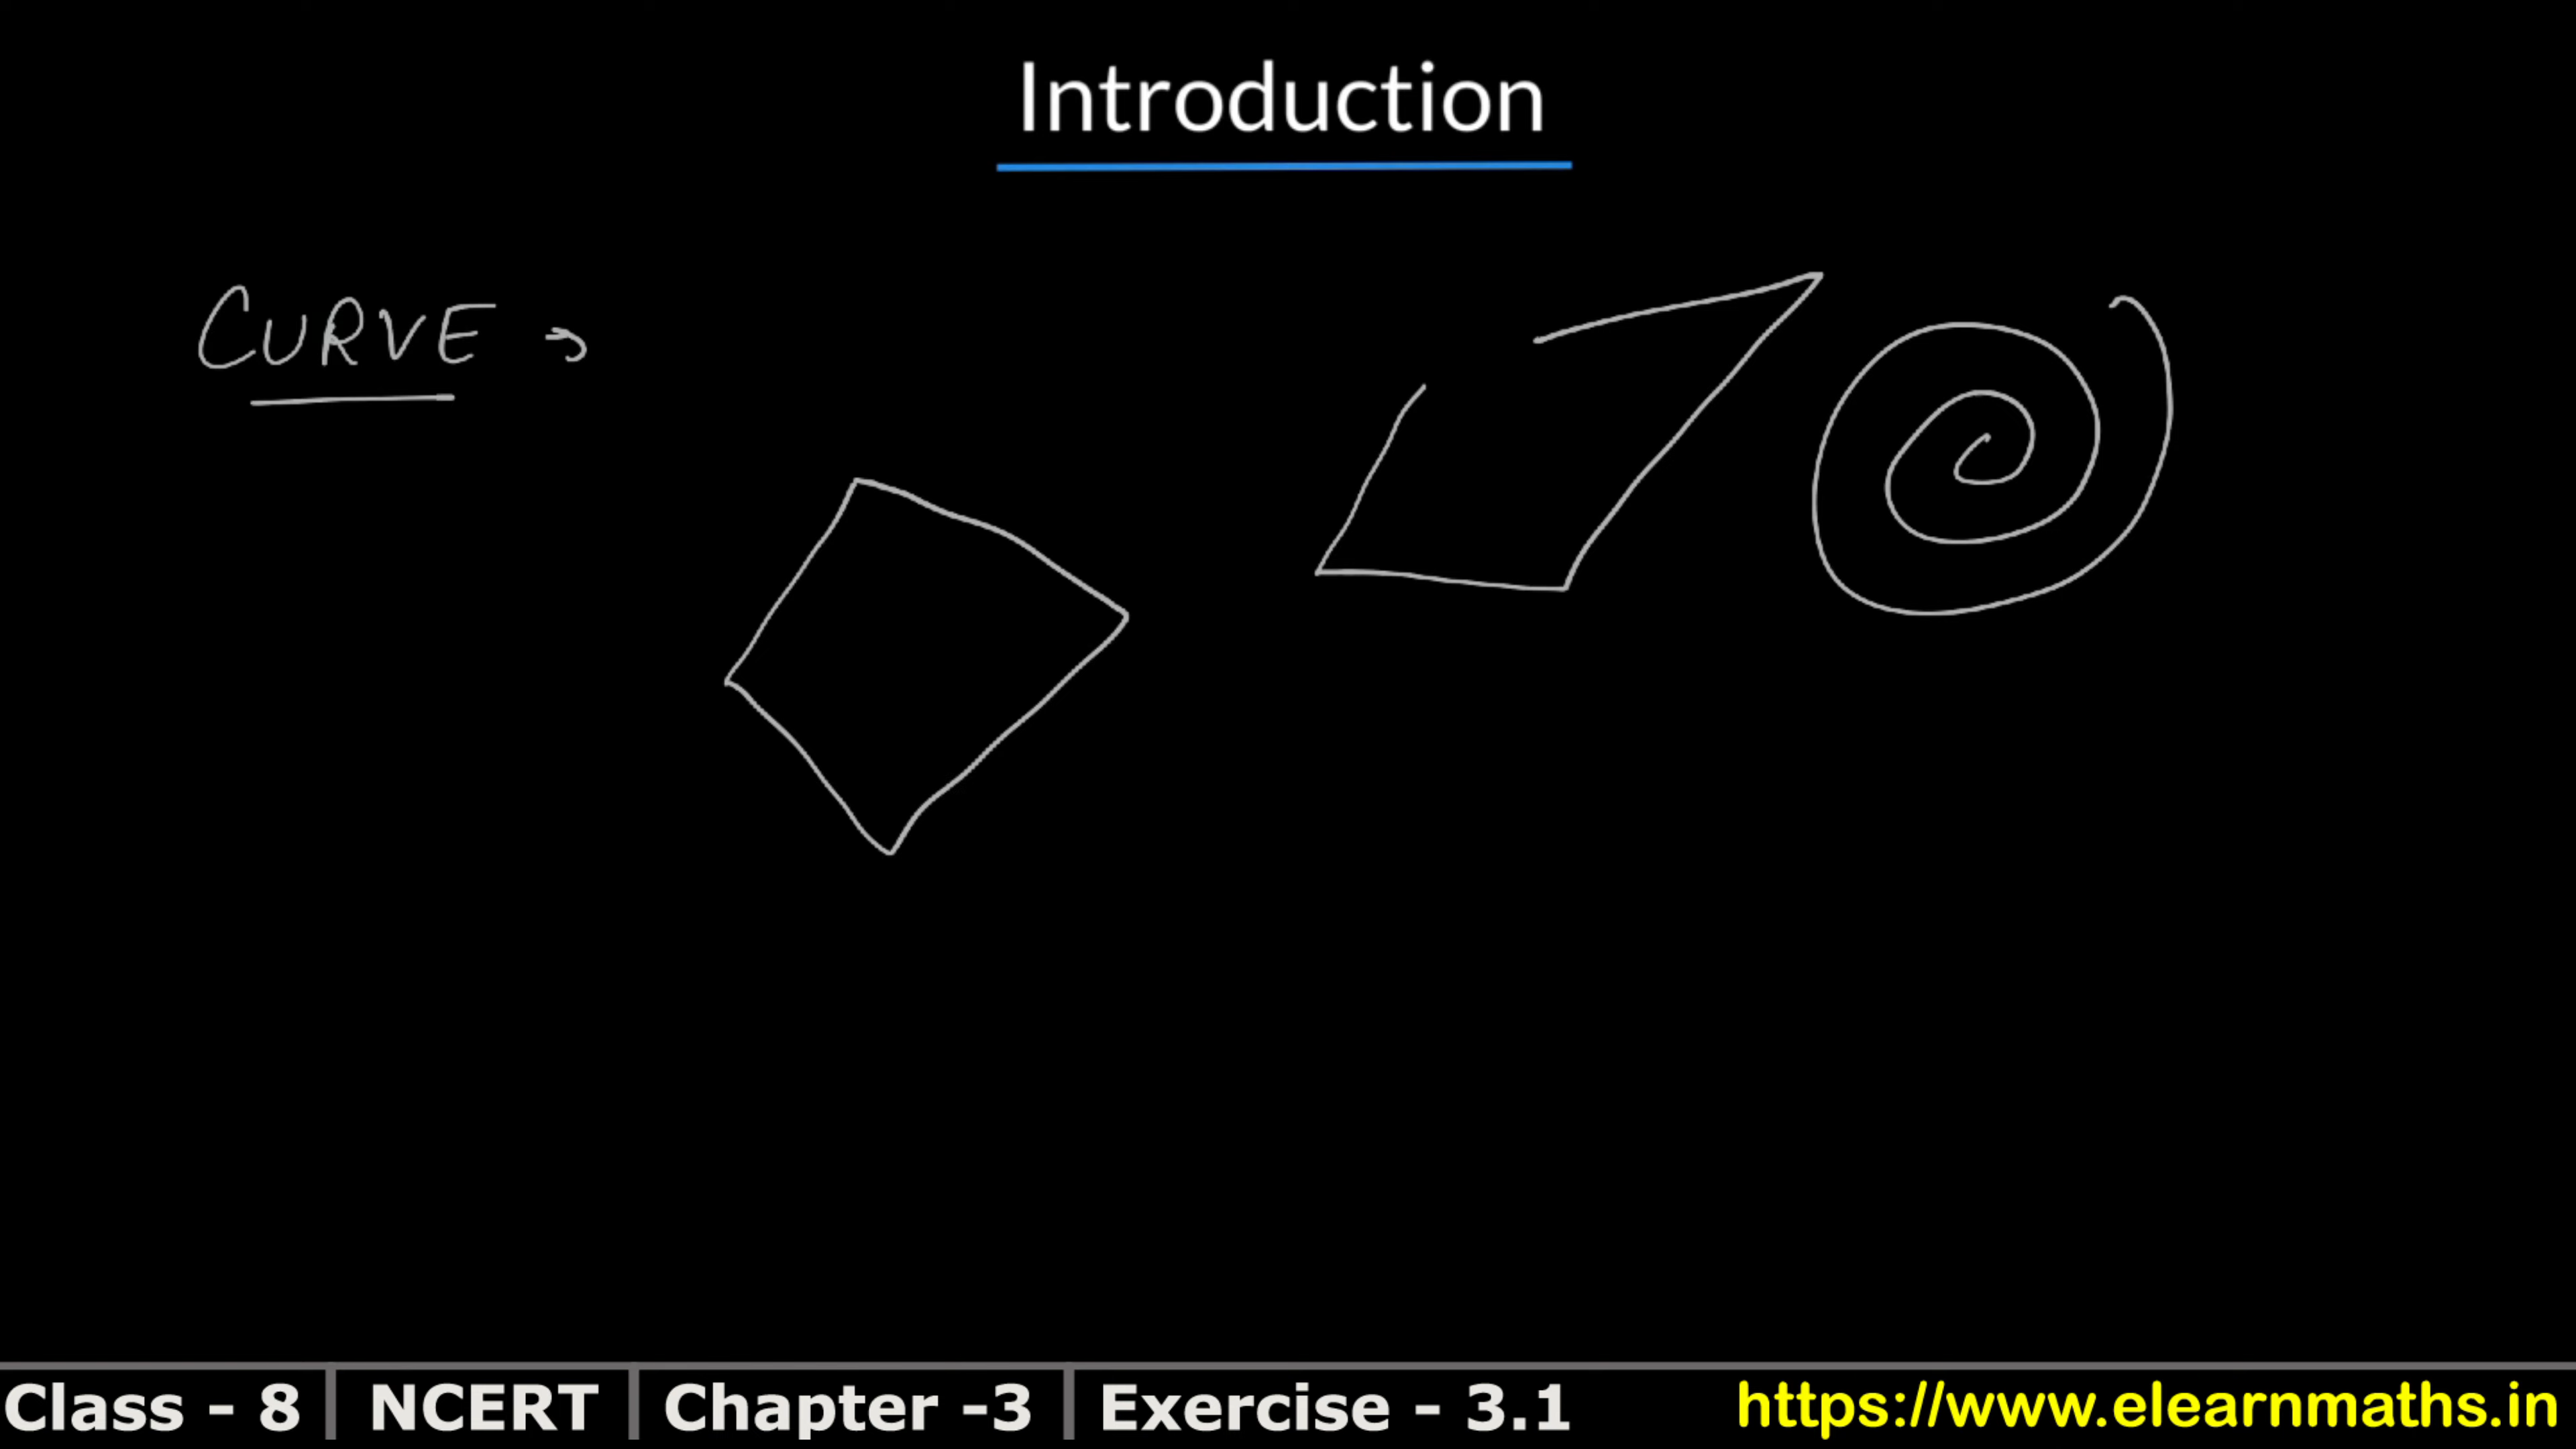 Introduction
CURVE →
Class - 8 | NCERT | Chapter -3 | Exercise - 3.1 https://www.elearnmaths.in